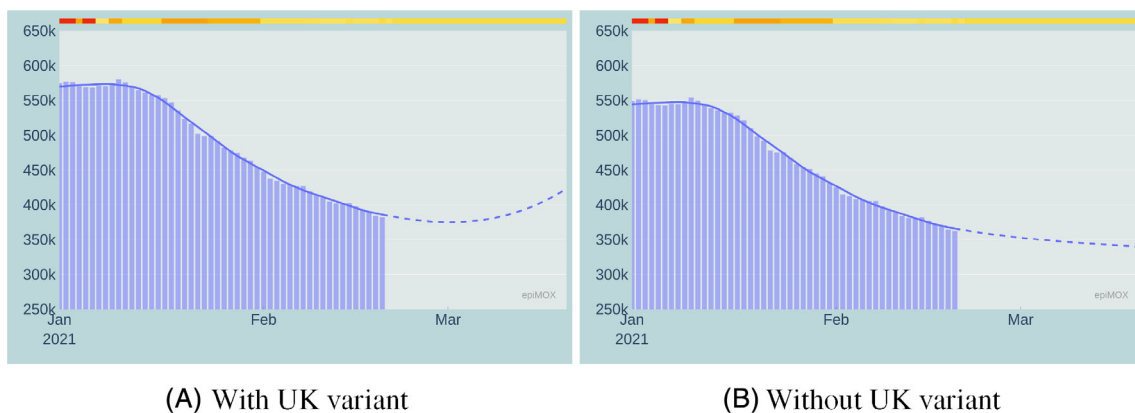 650k
600k
550k
500k
450k
400k
350k
300k
250k
Jan
2021
Feb
Mar
epiMOX
650k
600k
550k
500k
450k
400k
350k
300k
250k
Jan
2021
Feb
Mar
epiMOX
(A) With UK variant
(B) Without UK variant